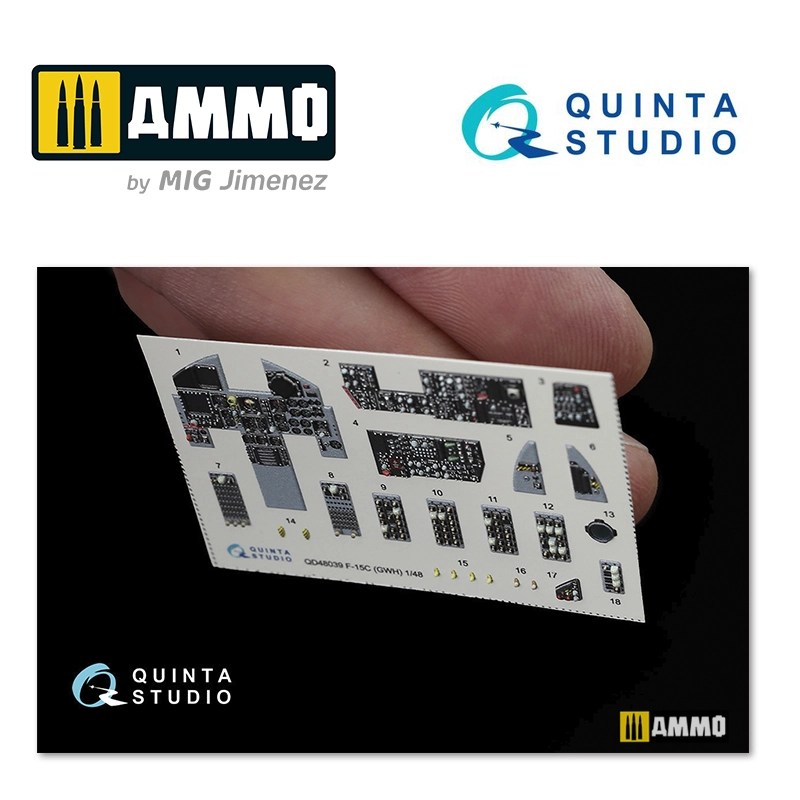 AMMO
by MIG Jimenez
QUINTA
STUDIO
1
2
3
4
5
6
7
8
9
10
11
12
13
14
15
16
17
18
QUINTA
STUDIO
QD48039 F-15C (GWH) 1/48
QUINTA
STUDIO
AMMO